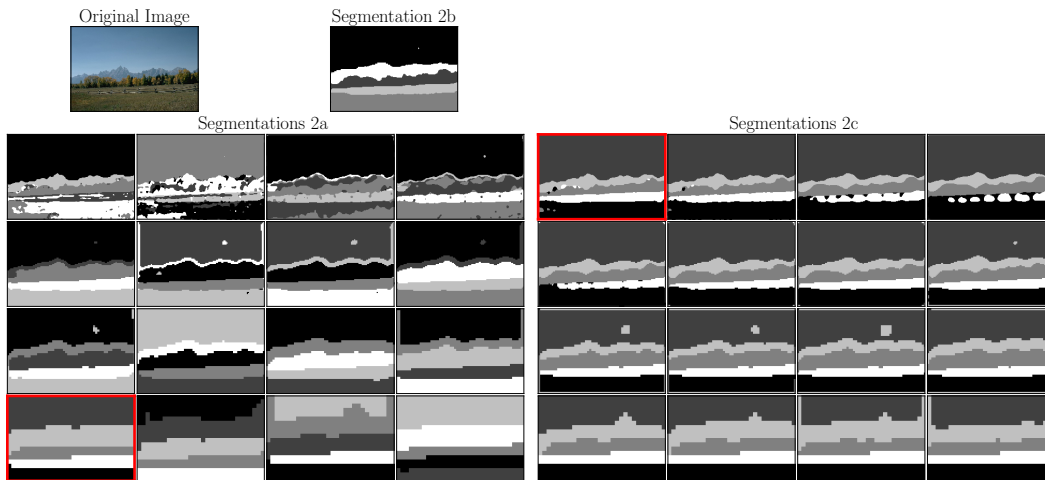 Original Image
Segmentation 2b
Segmentations 2a
Segmentations 2c